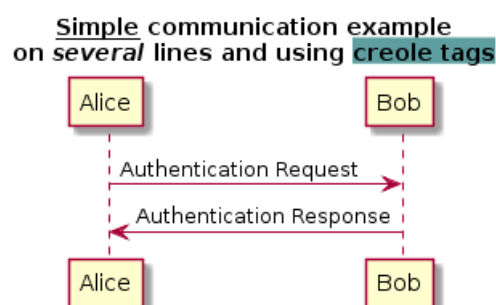 Simple communication example
on several lines and using creole tags
Alice Bob
Authentication Request
Authentication Response
Alice Bob